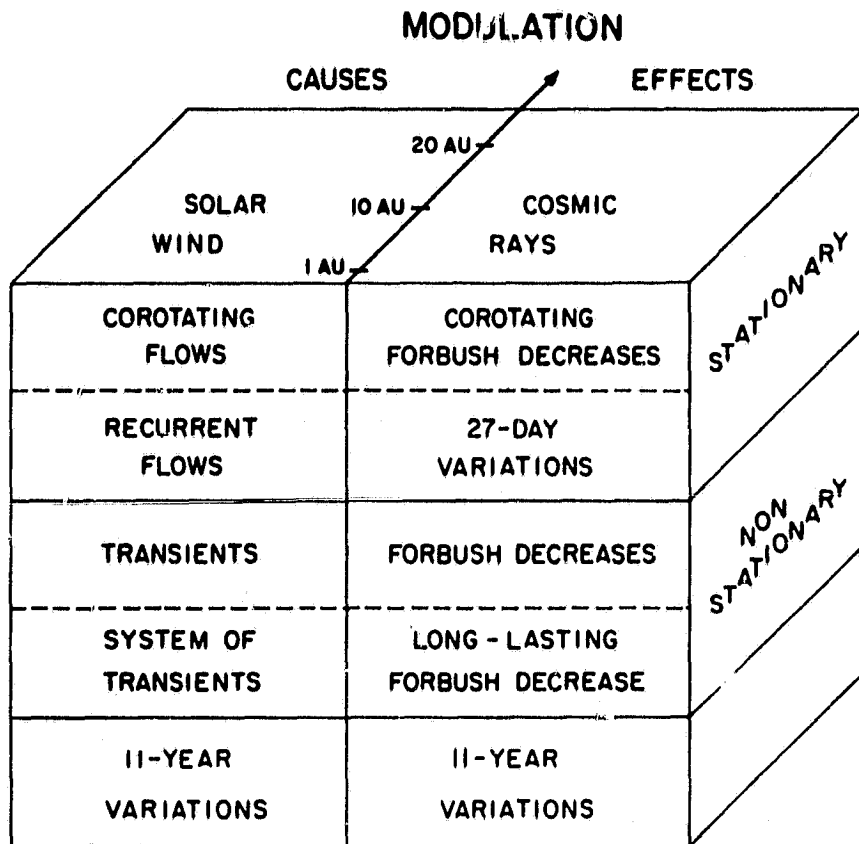 MODULATION
CAUSES
EFFECTS
20 AU
10 AU
1 AU
SOLAR
WIND
COSMIC
RAYS
COROTATING
FLOWS
COROTATING
FORBUSH DECREASES
STATIONARY
RECURRENT
FLOWS
27-DAY
VARIATIONS
TRANSIENTS
FORBUSH DECREASES
NON
STATIONARY
SYSTEM OF
TRANSIENTS
LONG-LASTING
FORBUSH DECREASE
11-YEAR
VARIATIONS
11-YEAR
VARIATIONS